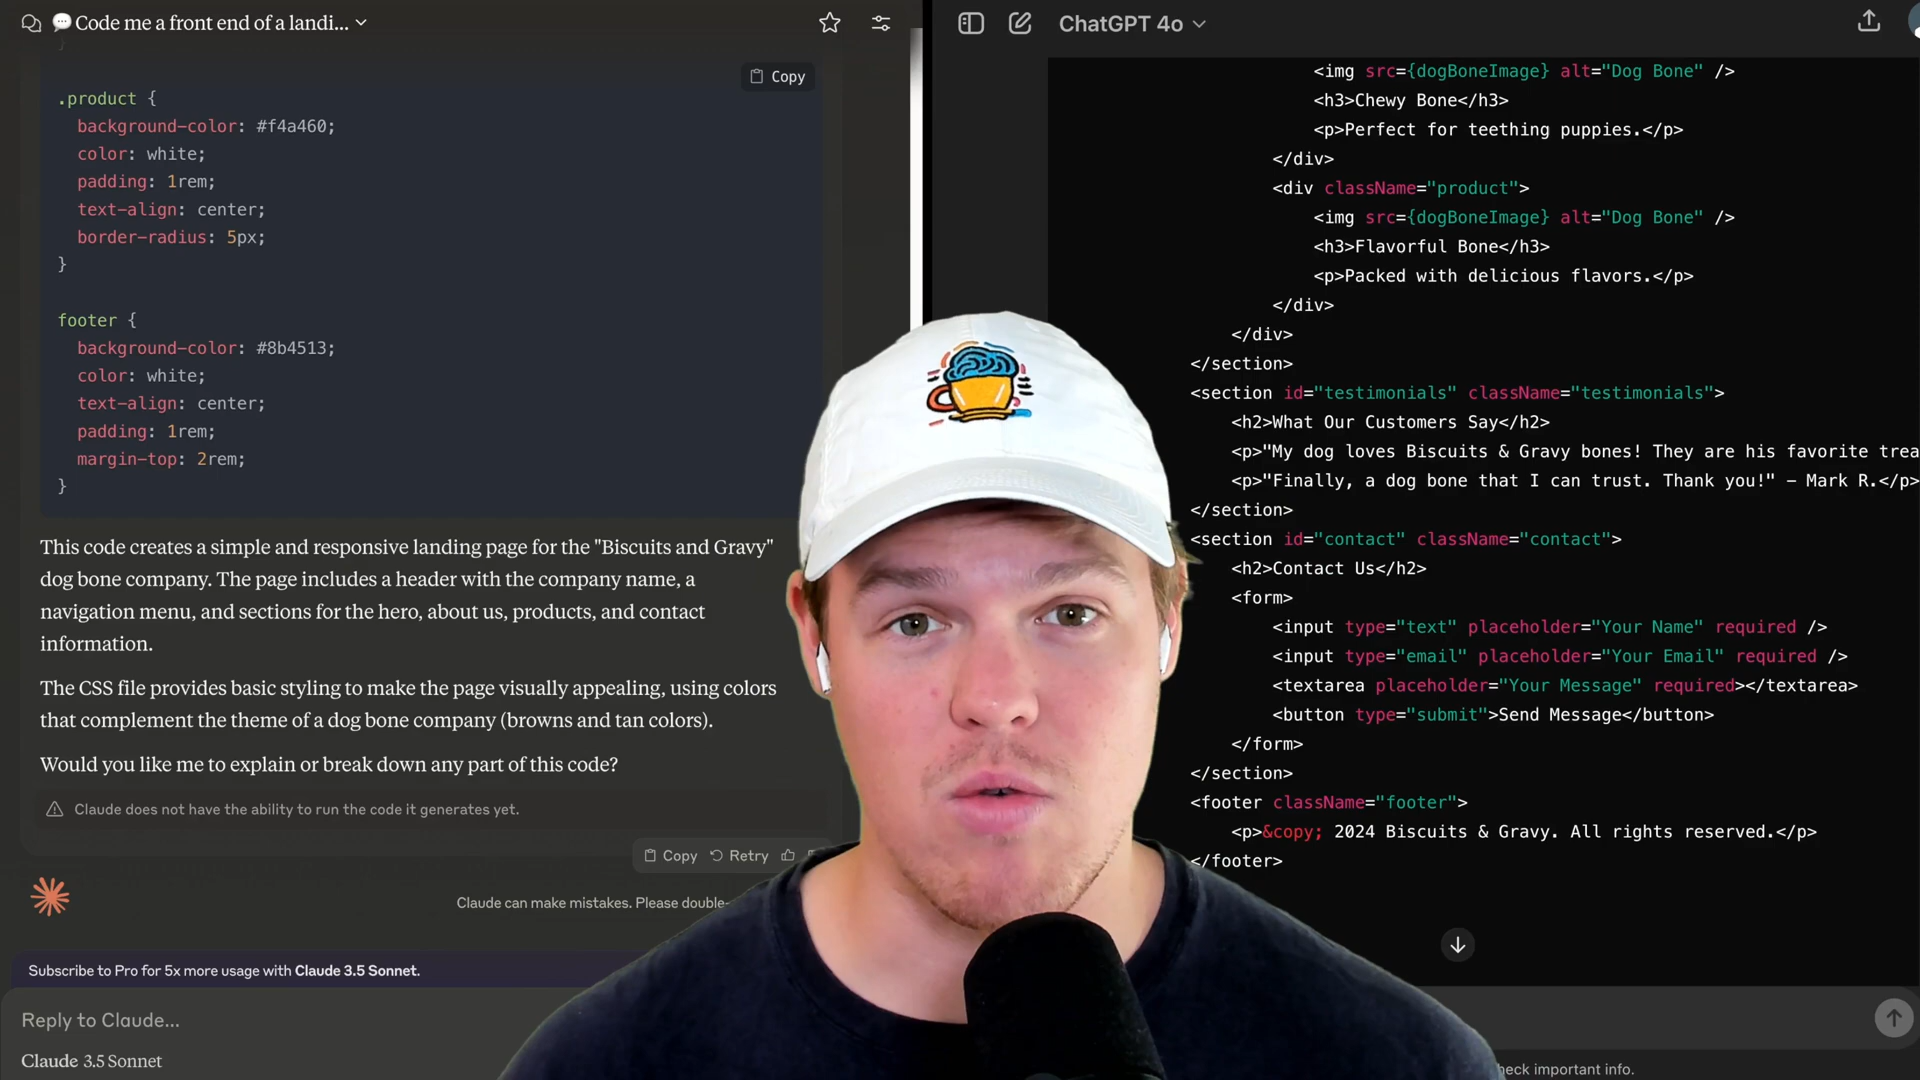 💬Code me a front end of a landi...
}
Copy
.product {
background-color: #f4a460;
color: white;
padding: 1rem;
text-align: center;
border-radius: 5px;
}
footer {
background-color: #8b4513;
color: white;
text-align: center;
padding: 1rem;
margin-top: 2rem;
}
This code creates a simple and responsive landing page for the "Biscuits and Gravy"
dog bone company. The page includes a header with the company name, a
navigation menu, and sections for the hero, about us, products, and contact
information.
The CSS file provides basic styling to make the page visually appealing, using colors
that complement the theme of a dog bone company (browns and tan colors).
Would you like me to explain or break down any part of this code?
Claude does not have the ability to run the code it generates yet.
Copy Retry
Claude can make mistakes. Please double-
Subscribe to Pro for 5x more usage with Claude 3.5 Sonnet.
Reply to Claude...
Claude 3.5 Sonnet
ChatGPT 4o
<img src={dogBoneImage} alt="Dog Bone" />
<h3>Chewy Bone</h3>
<p>Perfect for teething puppies.</p>
</div>
<div className="product">
<img src={dogBoneImage} alt="Dog Bone" />
<h3>Flavorful Bone</h3>
<p>Packed with delicious flavors.</p>
</div>
</div>
</section>
<section id="testimonials" className="testimonials">
<h2>What Our Customers Say</h2>
<p>"My dog loves Biscuits & Gravy bones! They are his favorite trea
<p>"Finally, a dog bone that I can trust. Thank you!" – Mark R.</p>
</section>
<section id="contact" className="contact">
<h2>Contact Us</h2>
<form>
<input type="text" placeholder="Your Name" required />
<input type="email" placeholder="Your Email" required />
<textarea placeholder="Your Message" required></textarea>
<button type="submit">Send Message</button>
</form>
</section>
<footer className="footer">
<p>&copy; 2024 Biscuits & Gravy. All rights reserved.</p>
</footer>
heck important info.